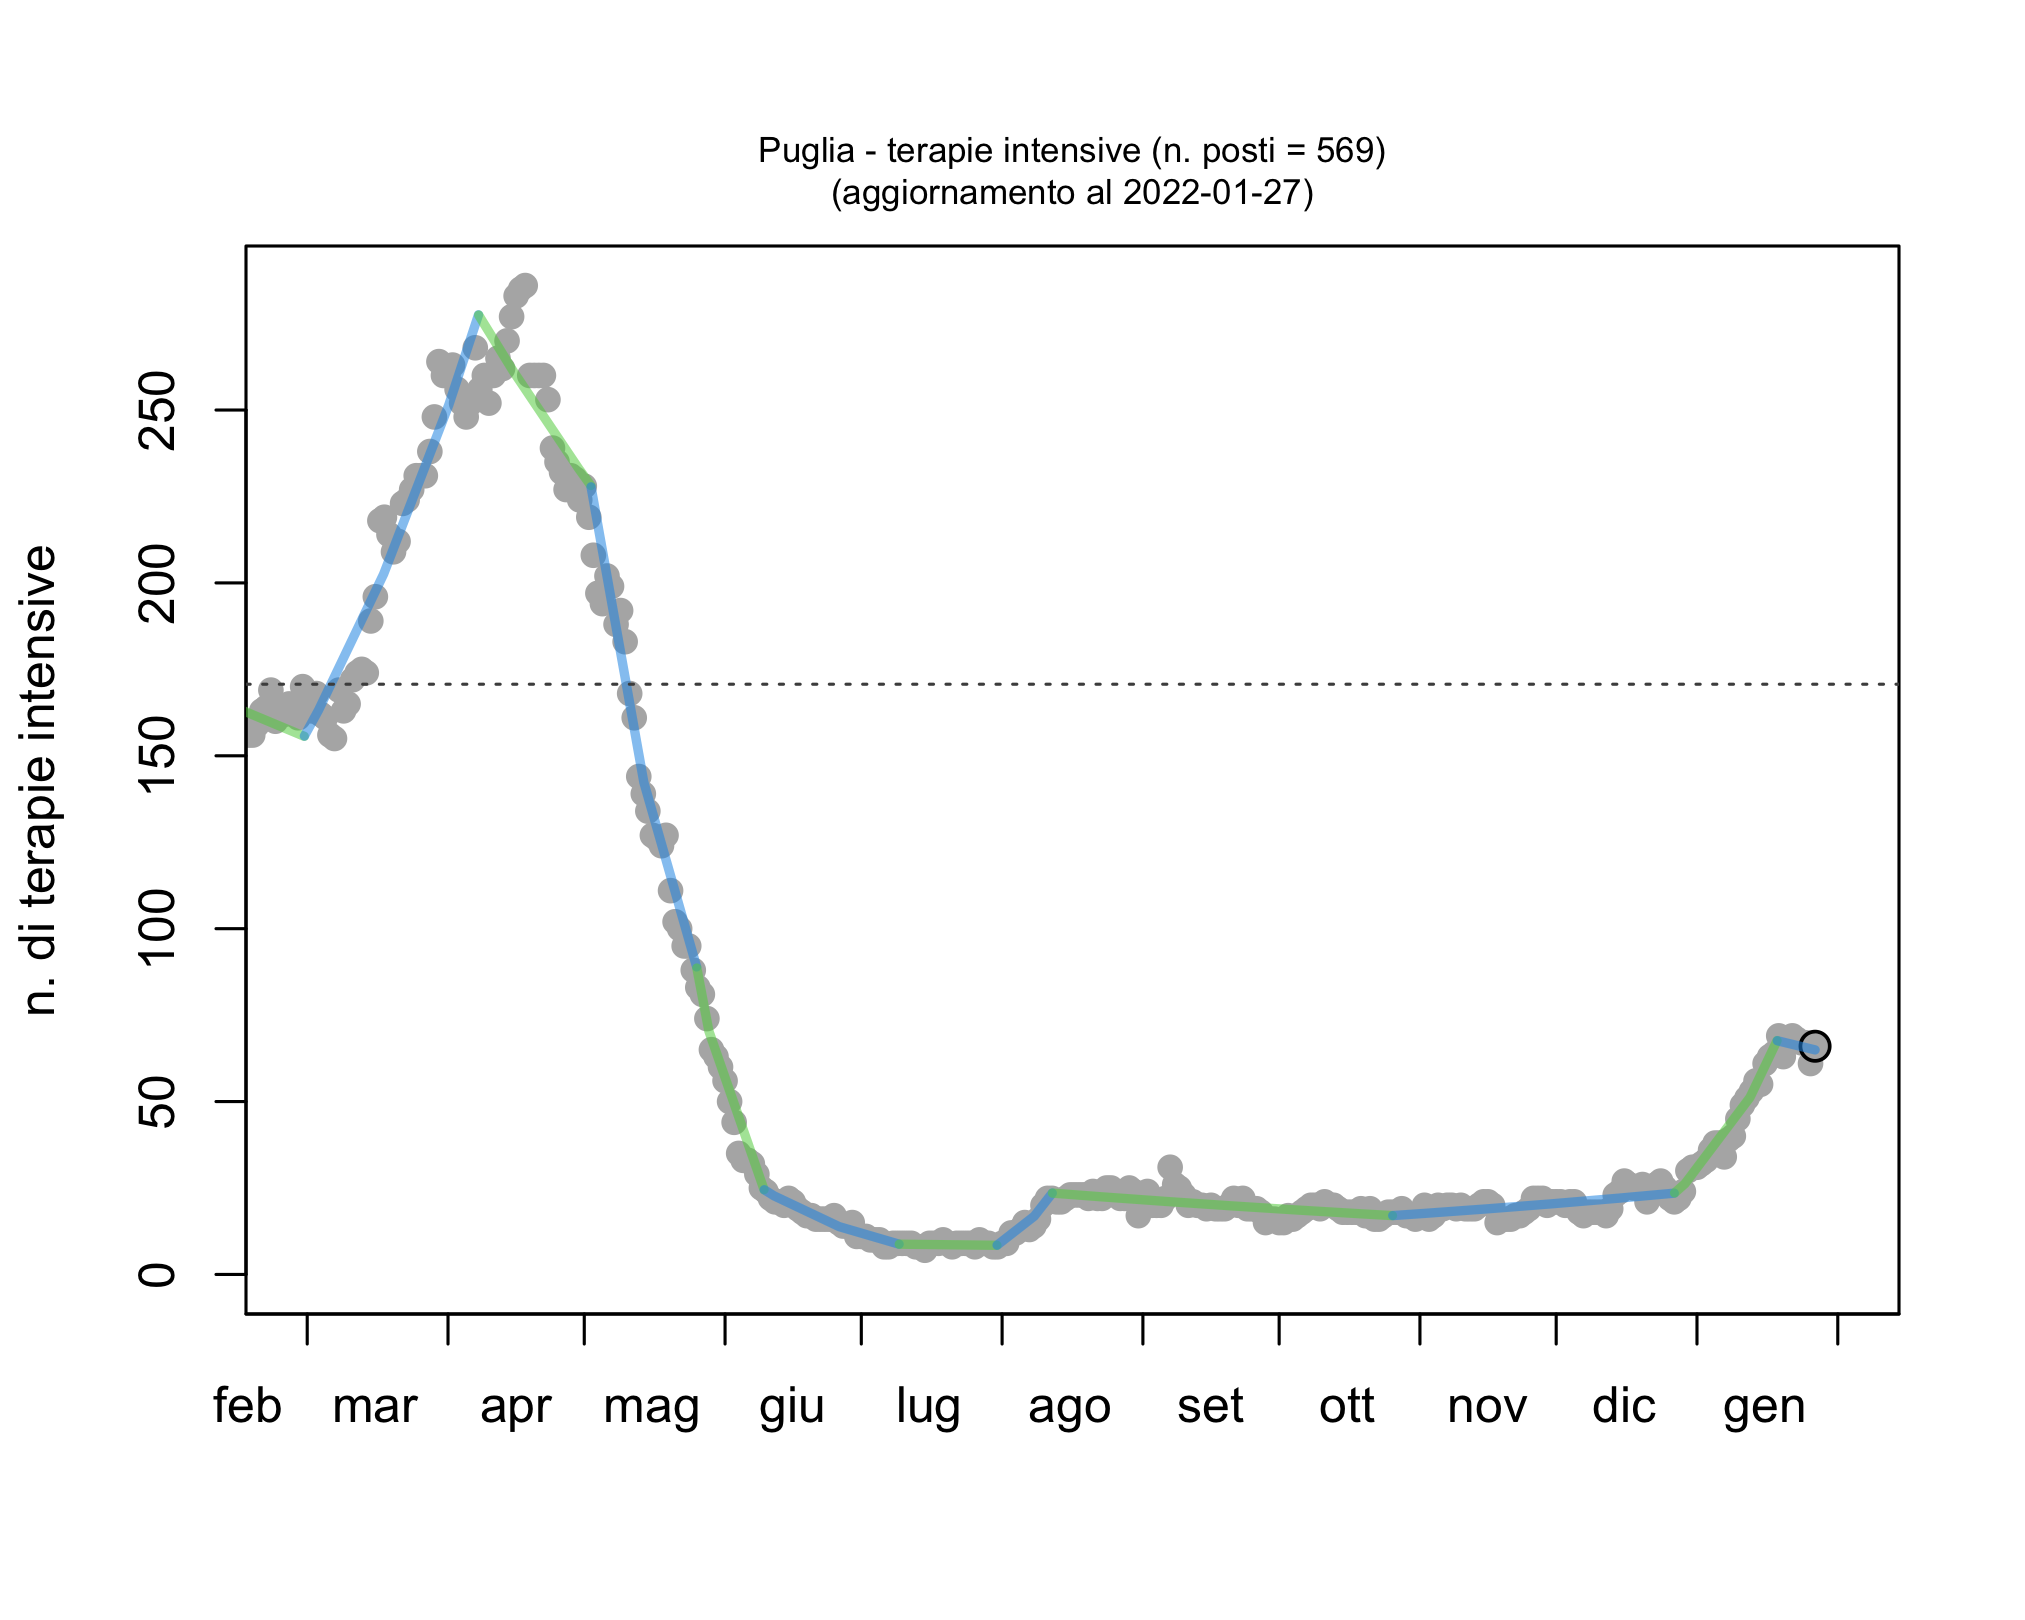 Puglia - terapie intensive (n. posti = 569)
(aggiornamento al 2022-01-27)
n. di terapie intensive
250
200
150
100
50
0
feb mar apr mag giu lug ago set ott nov dic gen